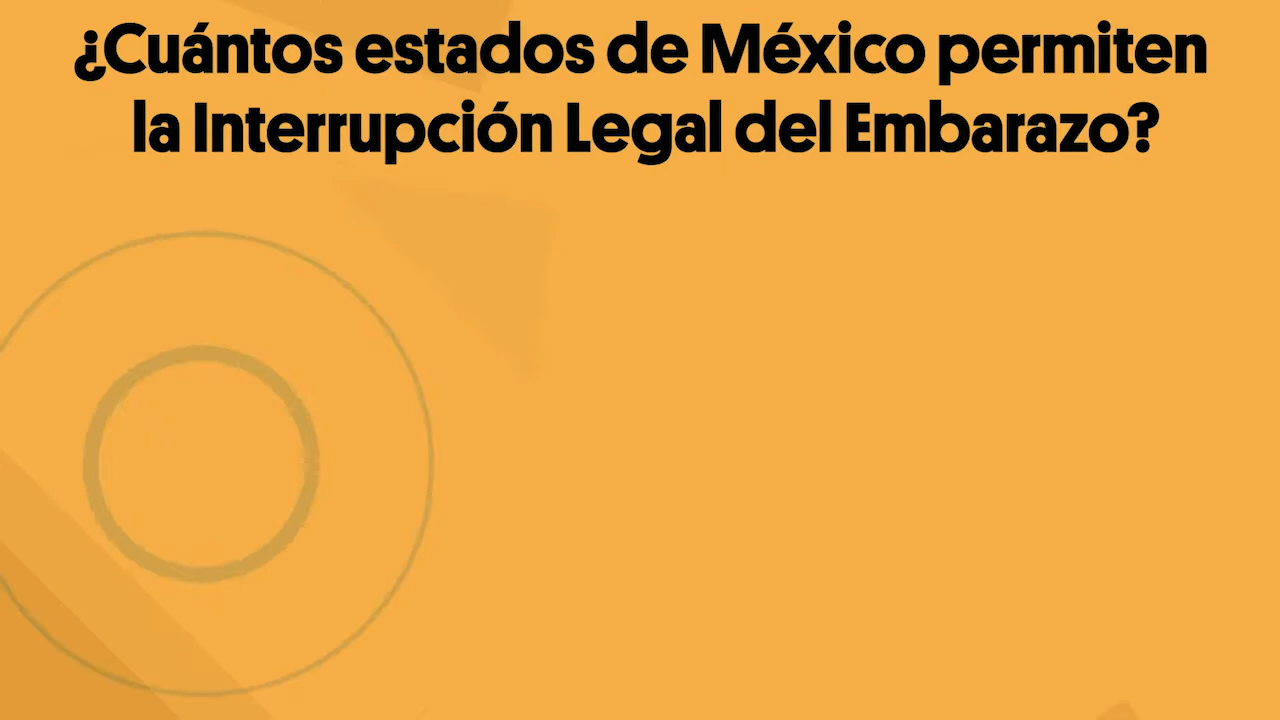 ¿Cuántos estados de México permiten
la Interrupción Legal del Embarazo?